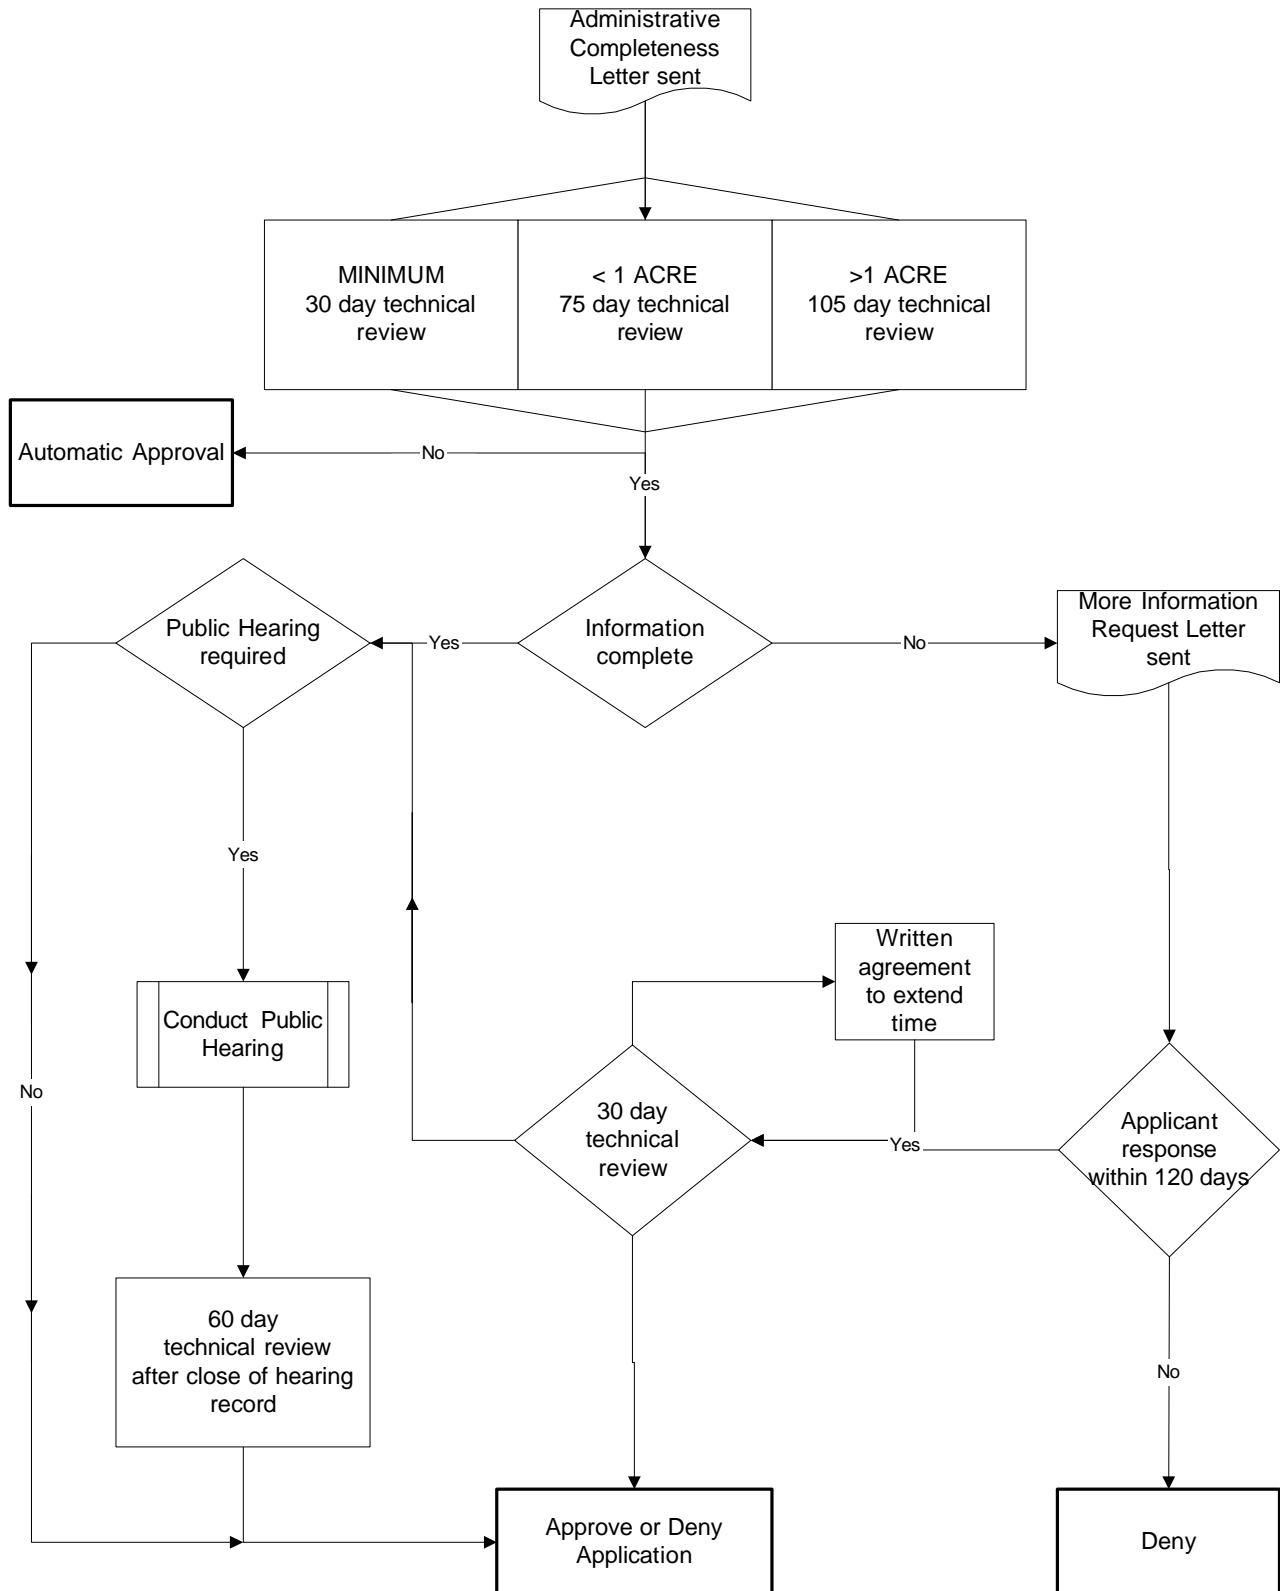 Administrative
Completeness
Letter sent
MINIMUM
30 day technical
review
< 1 ACRE
75 day technical
review
>1 ACRE
105 day technical
review
Automatic Approval
No
Yes
Public Hearing
required
Yes
Information
complete
No
More Information
Request Letter
sent
Yes
Written
agreement
to extend
time
Conduct Public
Hearing
No
30 day
technical
review
Yes
Applicant
response
within 120 days
60 day
technical review
after close of hearing
record
No
Approve or Deny
Application
Deny